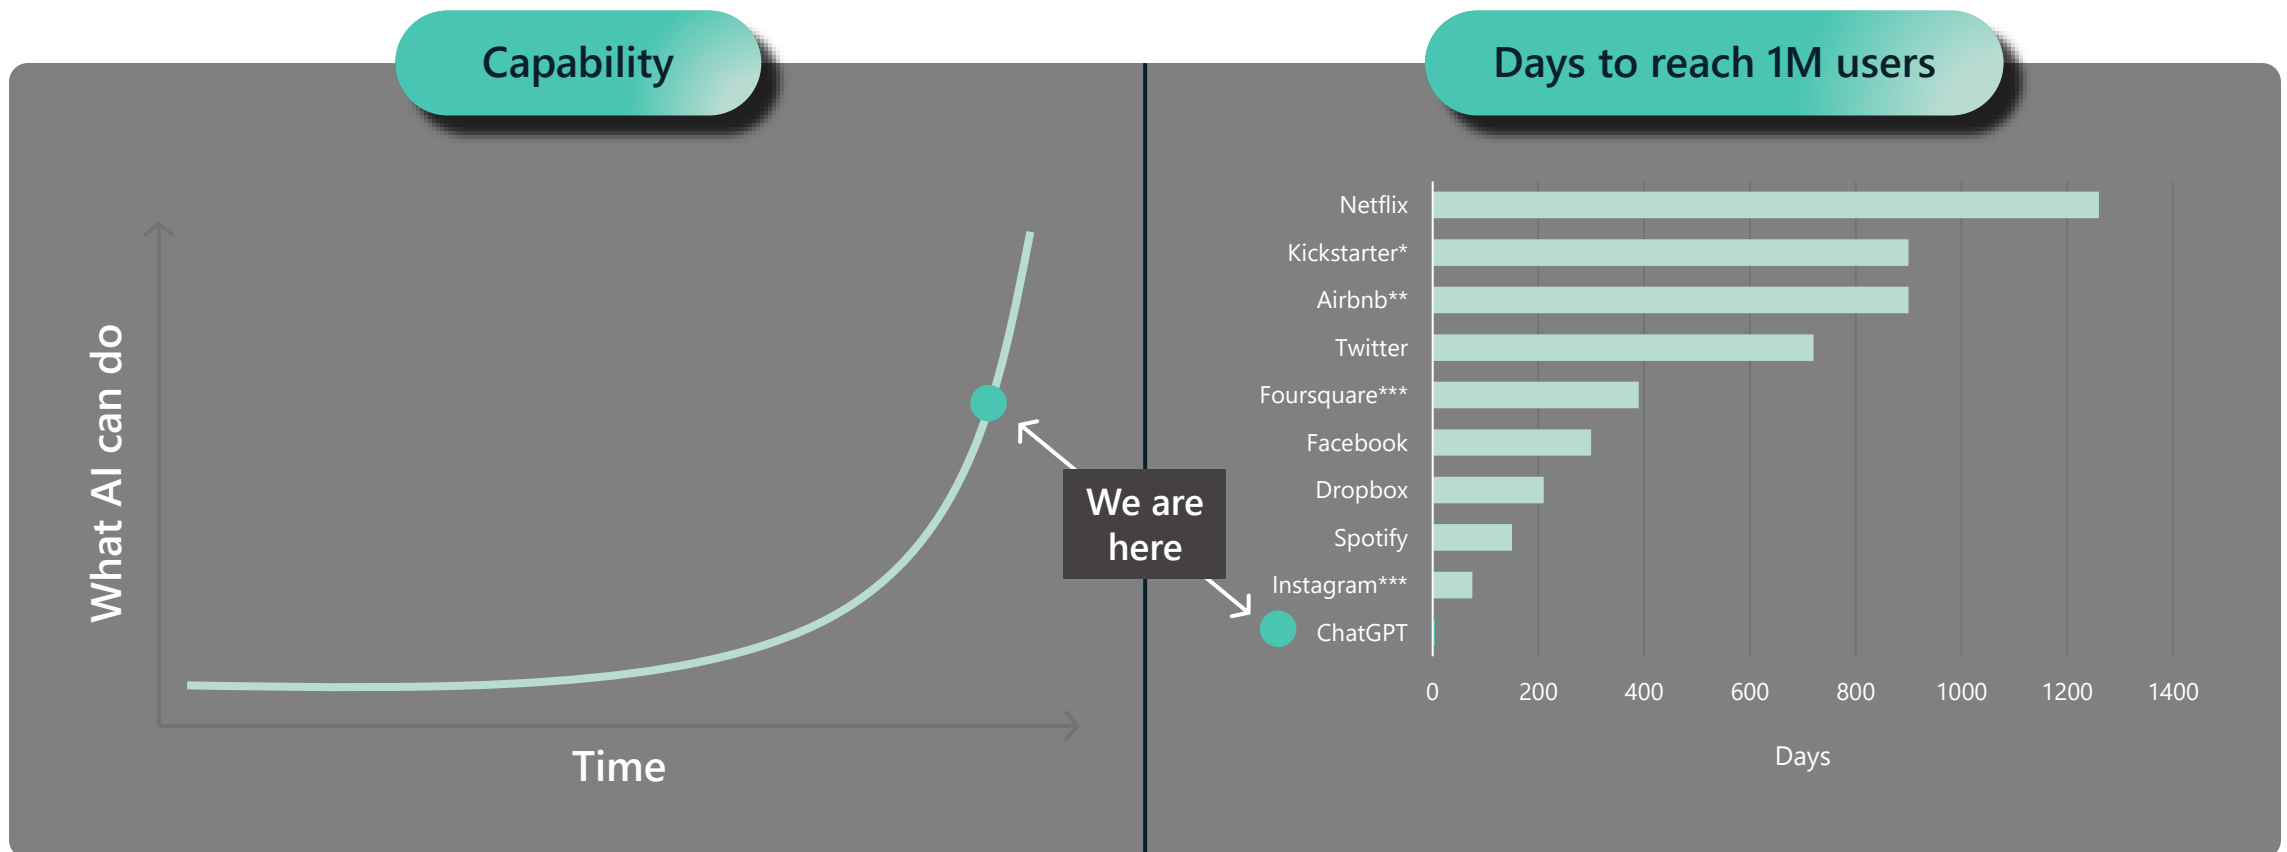 Capability
What AI can do
Time
We are
here
Days to reach 1M users
Netflix
Kickstarter*
Airbnb**
Twitter
Foursquare***
Facebook
Dropbox
Spotify
Instagram***
ChatGPT
0 200 400 600 800 1000 1200 1400
Days